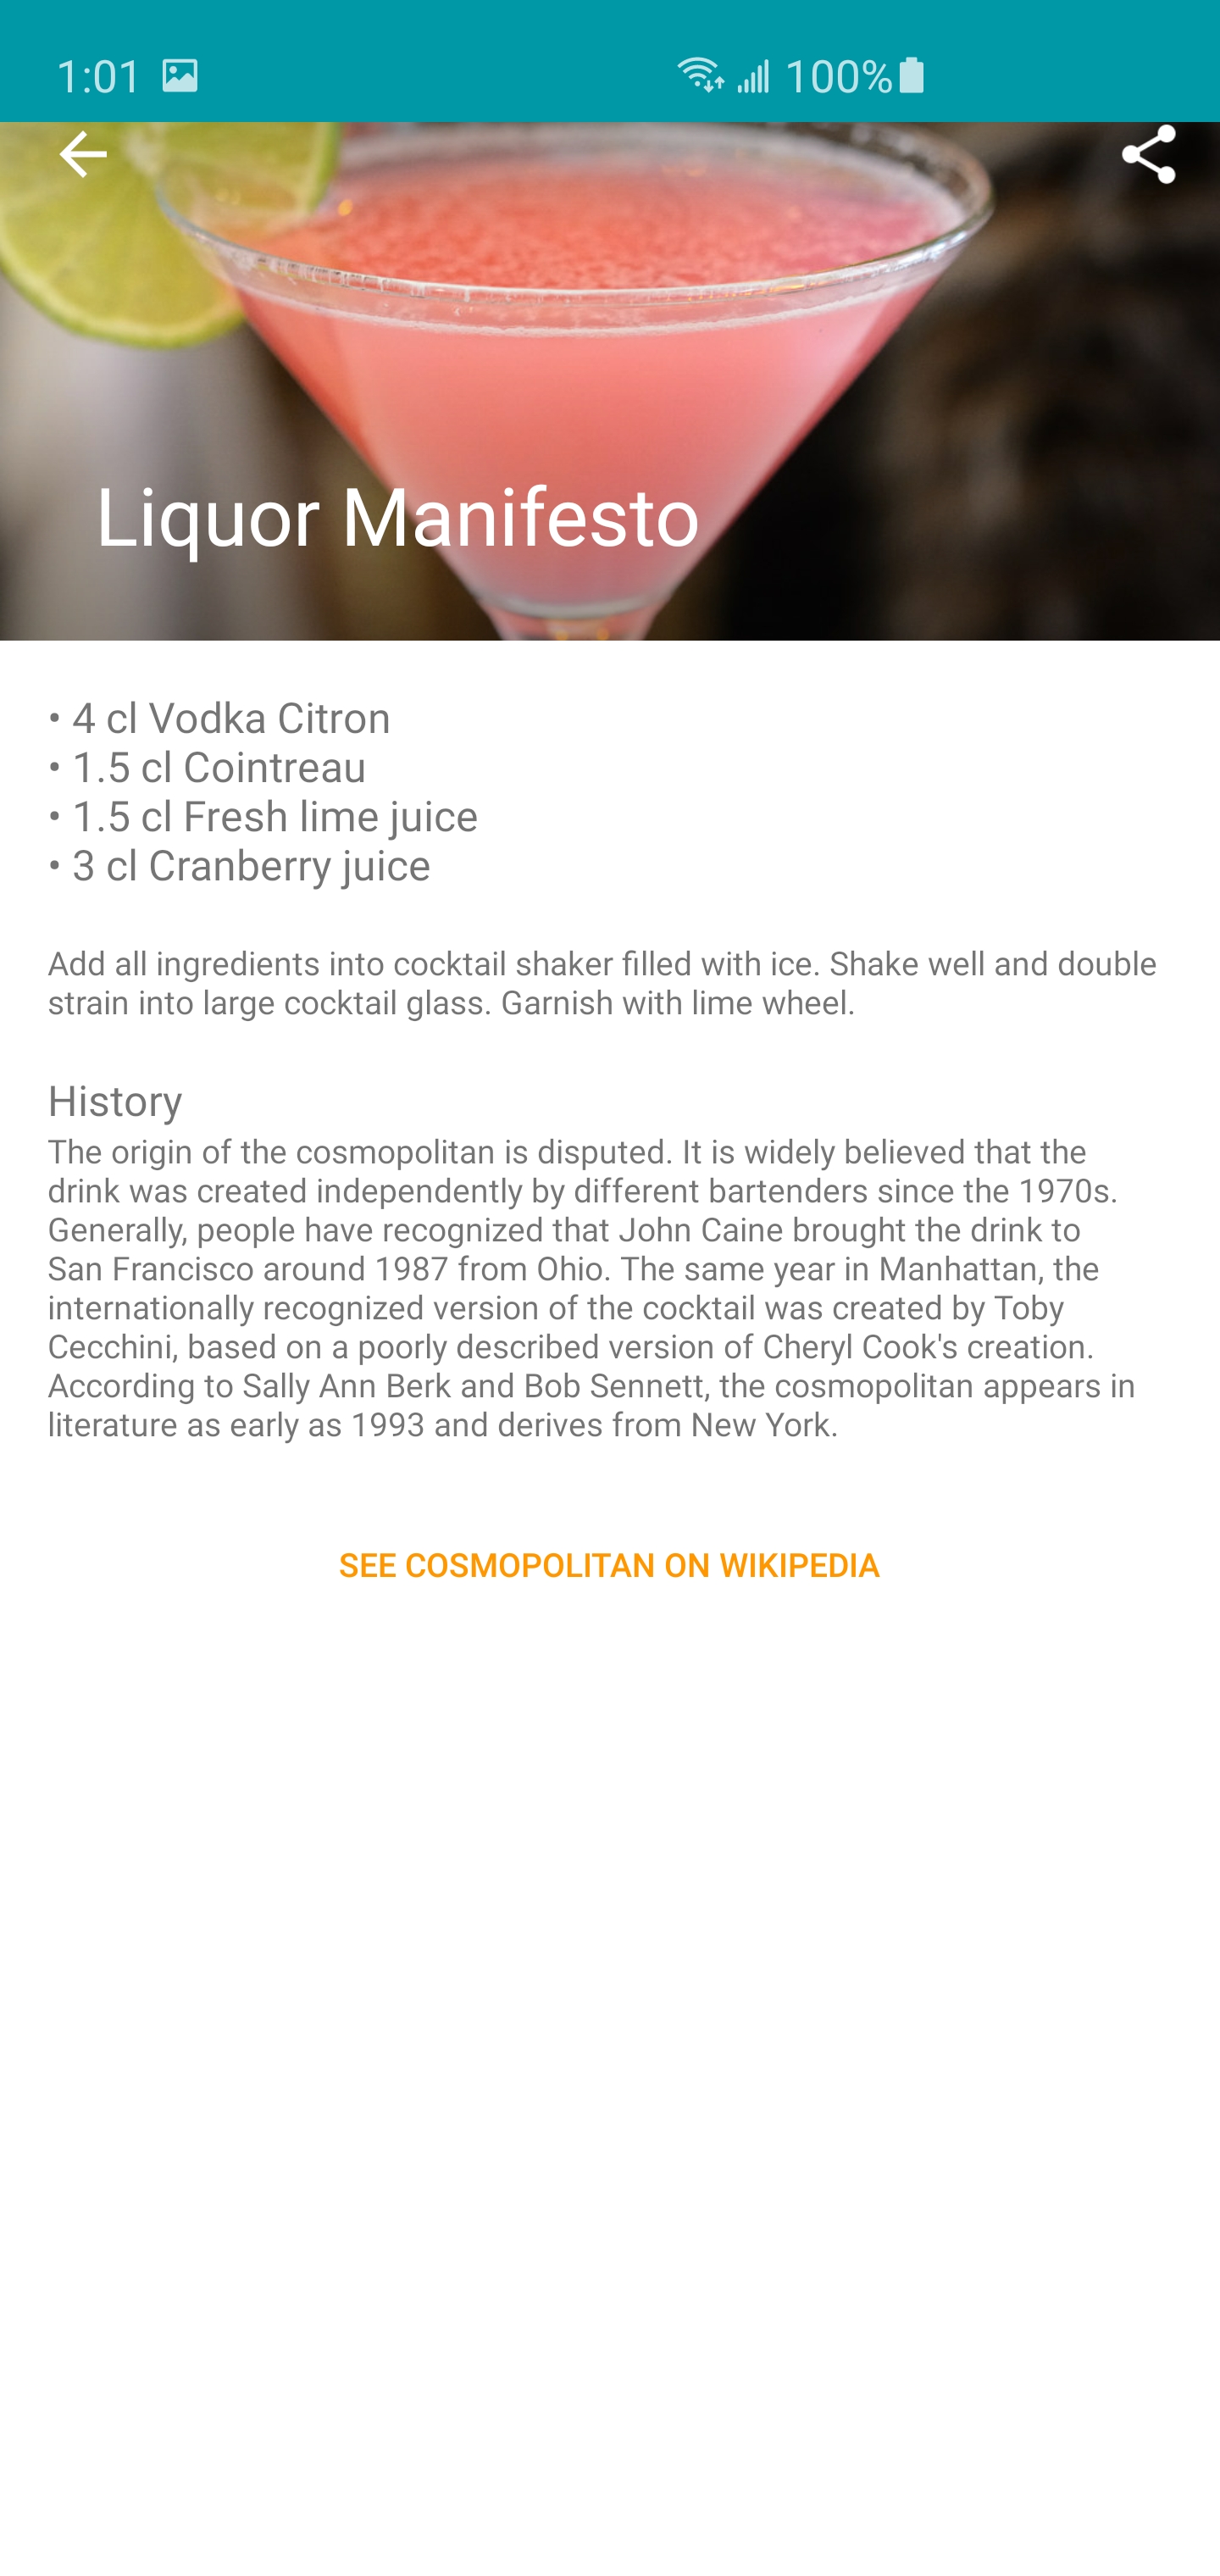 1:01 100%
Liquor Manifesto
• 4 cl Vodka Citron
• 1.5 cl Cointreau
• 1.5 cl Fresh lime juice
• 3 cl Cranberry juice
Add all ingredients into cocktail shaker filled with ice. Shake well and double
strain into large cocktail glass. Garnish with lime wheel.
History
The origin of the cosmopolitan is disputed. It is widely believed that the
drink was created independently by different bartenders since the 1970s.
Generally, people have recognized that John Caine brought the drink to
San Francisco around 1987 from Ohio. The same year in Manhattan, the
internationally recognized version of the cocktail was created by Toby
Cecchini, based on a poorly described version of Cheryl Cook's creation.
According to Sally Ann Berk and Bob Sennett, the cosmopolitan appears in
literature as early as 1993 and derives from New York.
SEE COSMOPOLITAN ON WIKIPEDIA